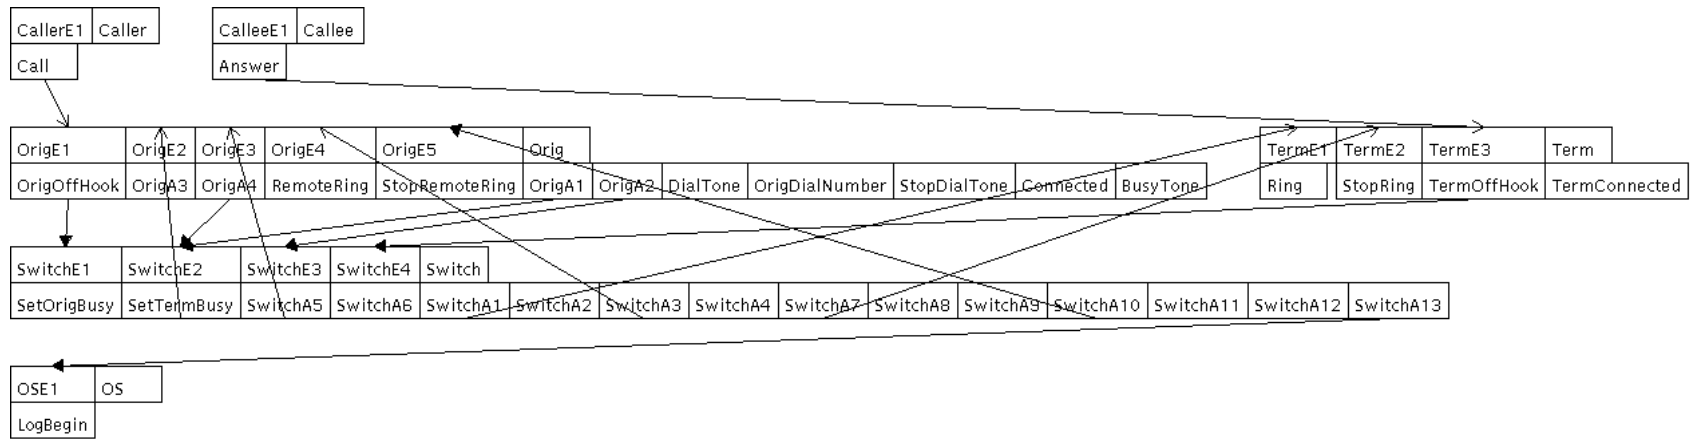 CallerE1 Caller CalleeE1 Callee
Call Answer
OrigE1 OrigE2 OrigE3 OrigE4 OrigE5 Orig TermE1 TermE2 TermE3 Term
OrigOffHook OrigA3 OrigA4 RemoteRing StopRemoteRing OrigA1 OrigA2 DialTone OrigDialNumber StopDialTone Connected BusyTone Ring StopRing TermOffHook TermConnected
SwitchE1 SwitchE2 SwitchE3 SwitchE4 Switch
SetOrigBusy SetTermBusy SwitchA5 SwitchA6 SwitchA1 SwitchA2 SwitchA3 SwitchA4 SwitchA7 SwitchA8 SwitchA9 SwitchA10 SwitchA11 SwitchA12 SwitchA13
OSE1 OS
LogBegin